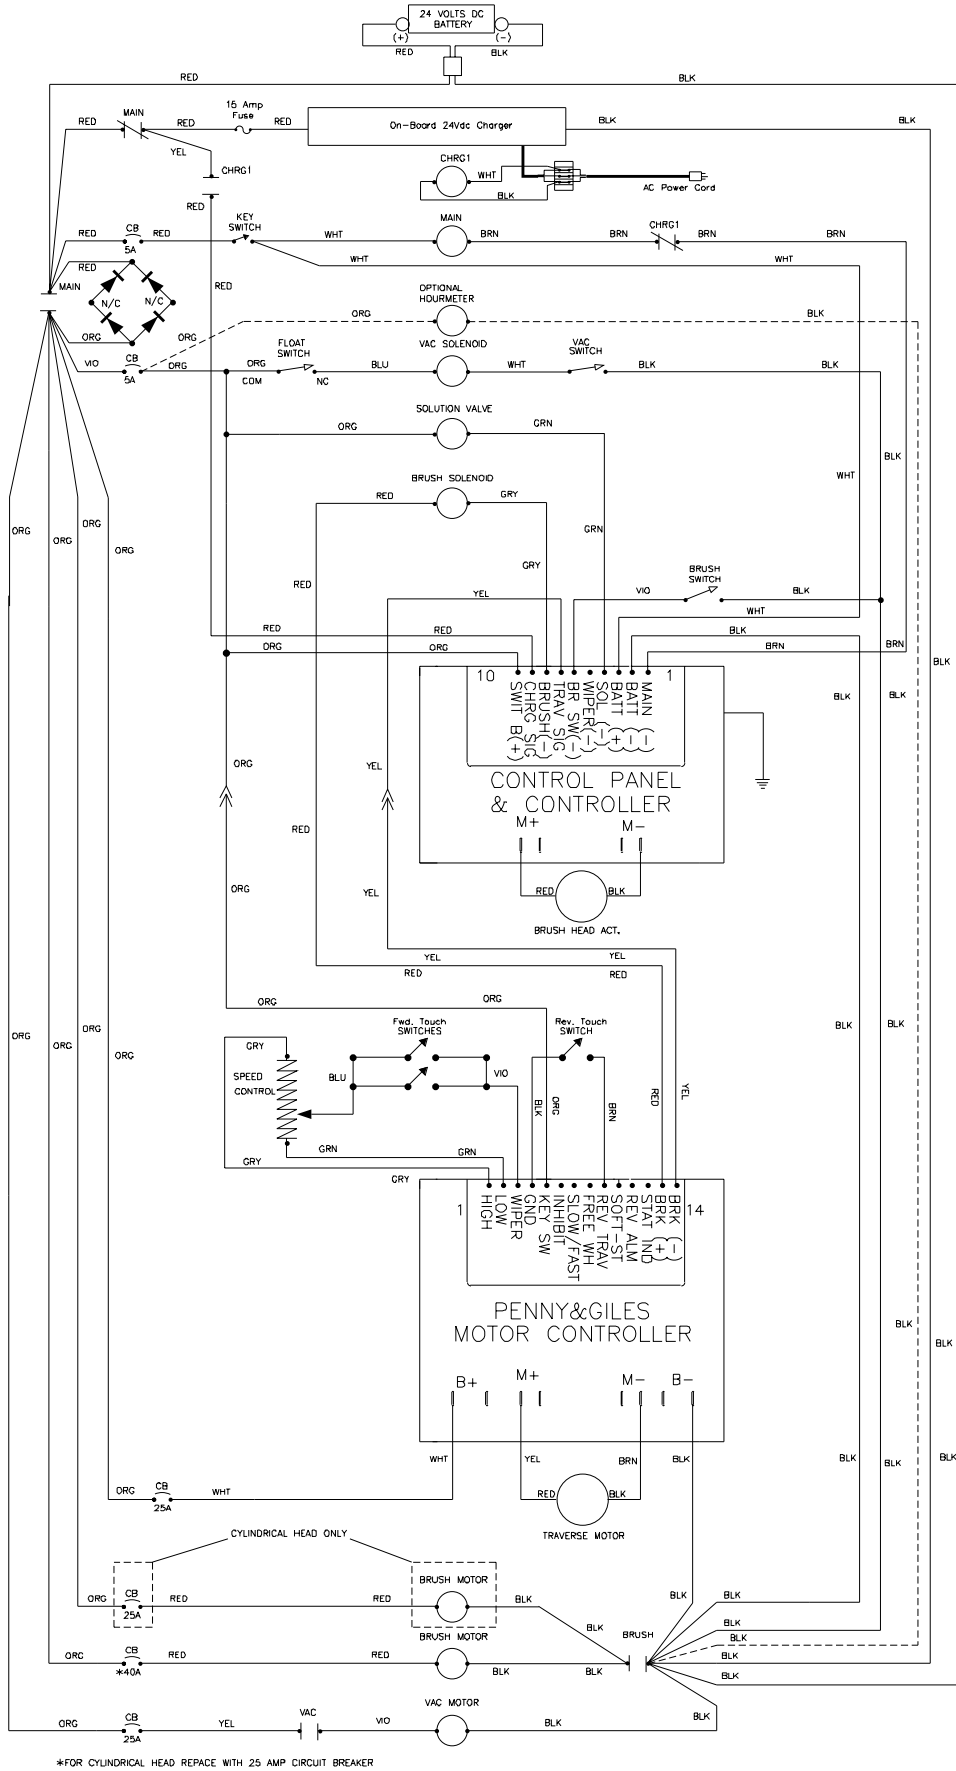 24 VOLTS DC
BATTERY
(+) (-)
RED BLK
RED BLK
MAIN
15 Amp
Fuse
RED RED RED On-Board 24Vdc Charger BLK BLK
YEL
CHRG1
CHRG1
WHT
BLK
AC Power Cord
RED
KEY
SWITCH
CB
5A
RED RED WHT
MAIN
BRN BRN
CHRG1
BRN BRN
WHT WHT
RED
MAIN
N/C N/C
RED
OPTIONAL
HOURMETER
ORG BLK
ORG ORG
VIO
CB
5A
ORG ORG
FLOAT
SWITCH
COM NC
BLU
VAC SOLENOID
WHT
VAC
SWITCH
BLK BLK
SOLUTION VALVE
ORG GRN
BLK
WHT
BRUSH SOLENOID
RED GRY
ORG ORG ORG ORG
GRN
GRY
RED
BRUSH
SWITCH
VIO BLK
YEL
WHT
RED RED BLK
ORG ORG BRN BRN
BLK
10 1
SWIT B(+)
CHRG SIG
BRUSH(-)
TRAV SIG
BR SW(-)
WIPER(-)
SOL (-)
BATT (+)
BATT (-)
MAIN (-)
BLK BLK
CONTROL PANEL
& CONTROLLER
M+ M-
ORG
YEL
RED
RED BLK
BRUSH HEAD ACT.
ORG
YEL
YEL YEL
RED RED
ORG ORG
ORG ORG ORG ORG
BLK BLK
Fwd. Touch
SWITCHES
Rev. Touch
SWITCH
GRY
SPEED
CONTROL
BLU VIO
BLK ORG BRN RED YEL
GRN GRN
GRY GRY
1 14
HIGH
LOW
WIPER
GND
KEY SW
INHIBIT
SLOW/FAST
FREE WH
REV TRAV
SOFT-ST
REV ALM
STAT IND
BRK (+)
BRK (-)
PENNY&GILES
MOTOR CONTROLLER
BLK BLK
B+ M+ M- B-
WHT YEL BRN BLK
BLK BLK BLK
ORG
CB
25A
WHT
RED BLK
TRAVERSE MOTOR
CYLINDRICAL HEAD ONLY
ORG
CB
25A
RED RED
BRUSH MOTOR
BLK
BLK BLK
BLK
BLK
BRUSH
BLK
ORG
CB
*40A
RED RED
BRUSH MOTOR
BLK BLK
BLK
BLK
ORG
CB
25A
YEL
VAC
VIO
VAC MOTOR
BLK BLK
*FOR CYLINDRICAL HEAD REPACE WITH 25 AMP CIRCUIT BREAKER